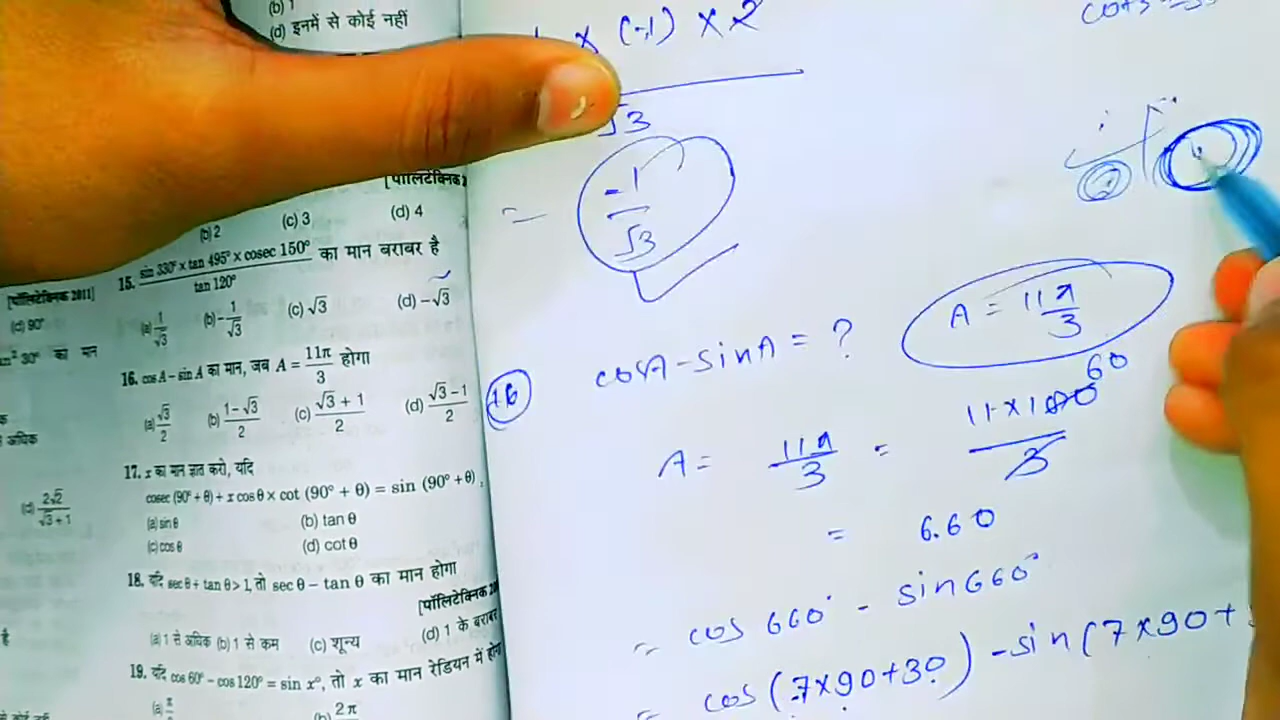 (b) 1
(d) इनमें से कोई नहीं
[पॉलिटेक्निक
(b) 2 (c) 3 (d) 4
15. sin 330° × tan 495° × cosec 150° / tan 120° का मान बराबर है
(a) 1/√3 (b) -1/√3 (c) √3 (d) -√3
16. cos A – sin A का मान, जब A = 11π/3 होगा
(a) √3/2 (b) 1-√3/2 (c) √3+1/2 (d) √3-1/2
17. x का मान ज्ञात करो, यदि
cosec (90° + θ) + x cos θ × cot (90° + θ) = sin (90° + θ)
(a) sin θ (b) tan θ
(c) cos θ (d) cot θ
18. यदि sec θ + tan θ > 1, तो sec θ – tan θ का मान होगा
[पॉलिटेक्निक 20
(a) 1 से अधिक (b) 1 से कम (c) शून्य (d) 1 के बराबर
19. यदि cos 60° – cos 120° = sin x°, तो x का मान रेडियन में होगा
(a) π
(b) 2π
[पॉलिटेक्निक 2011]
(d) 90°
30° का मान
से अधिक
(d) 2√2/√3+1
है
× (-1) × 2
√3
= -1/√3
16 cosA - sinA = ? A = 11π/3
A = 11π/3 = 11×180/3 60
= 660
= cos 660° - sin 660°
= cos (7×90+30) - sin (7×90+